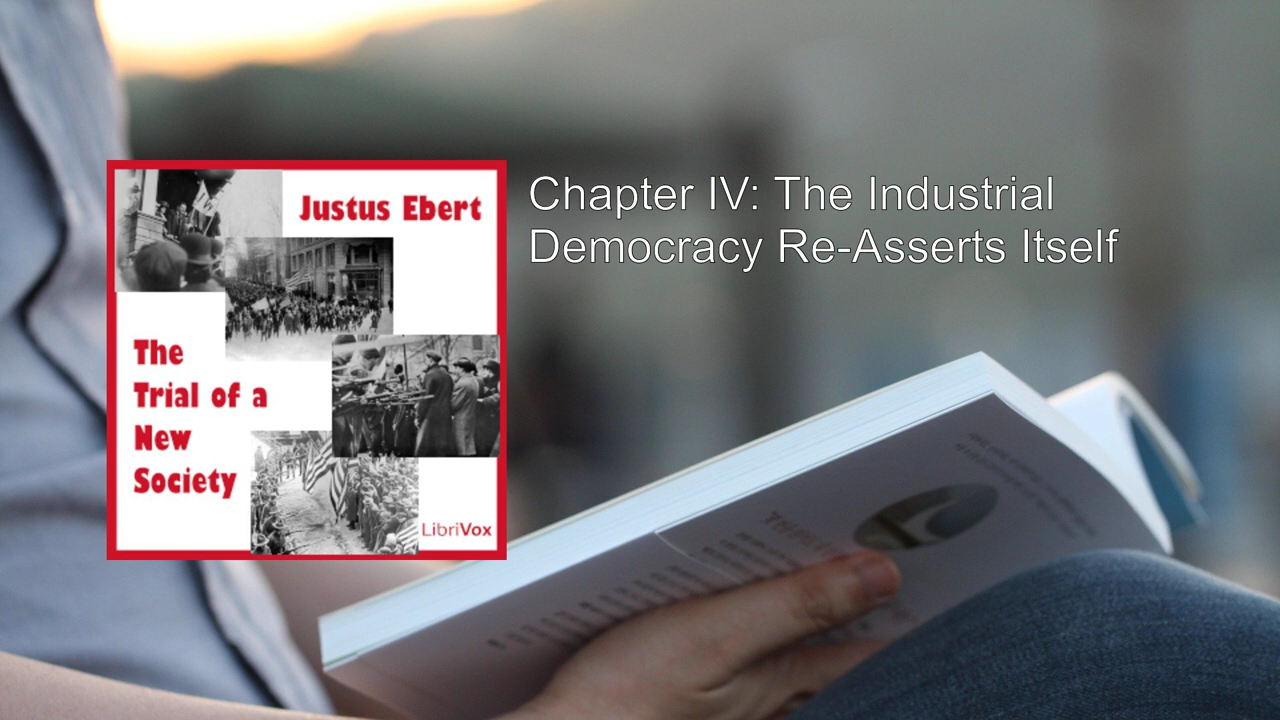 Justus Ebert
The
Trial of a
New
Society
LibriVox
Chapter IV: The Industrial
Democracy Re-Asserts Itself